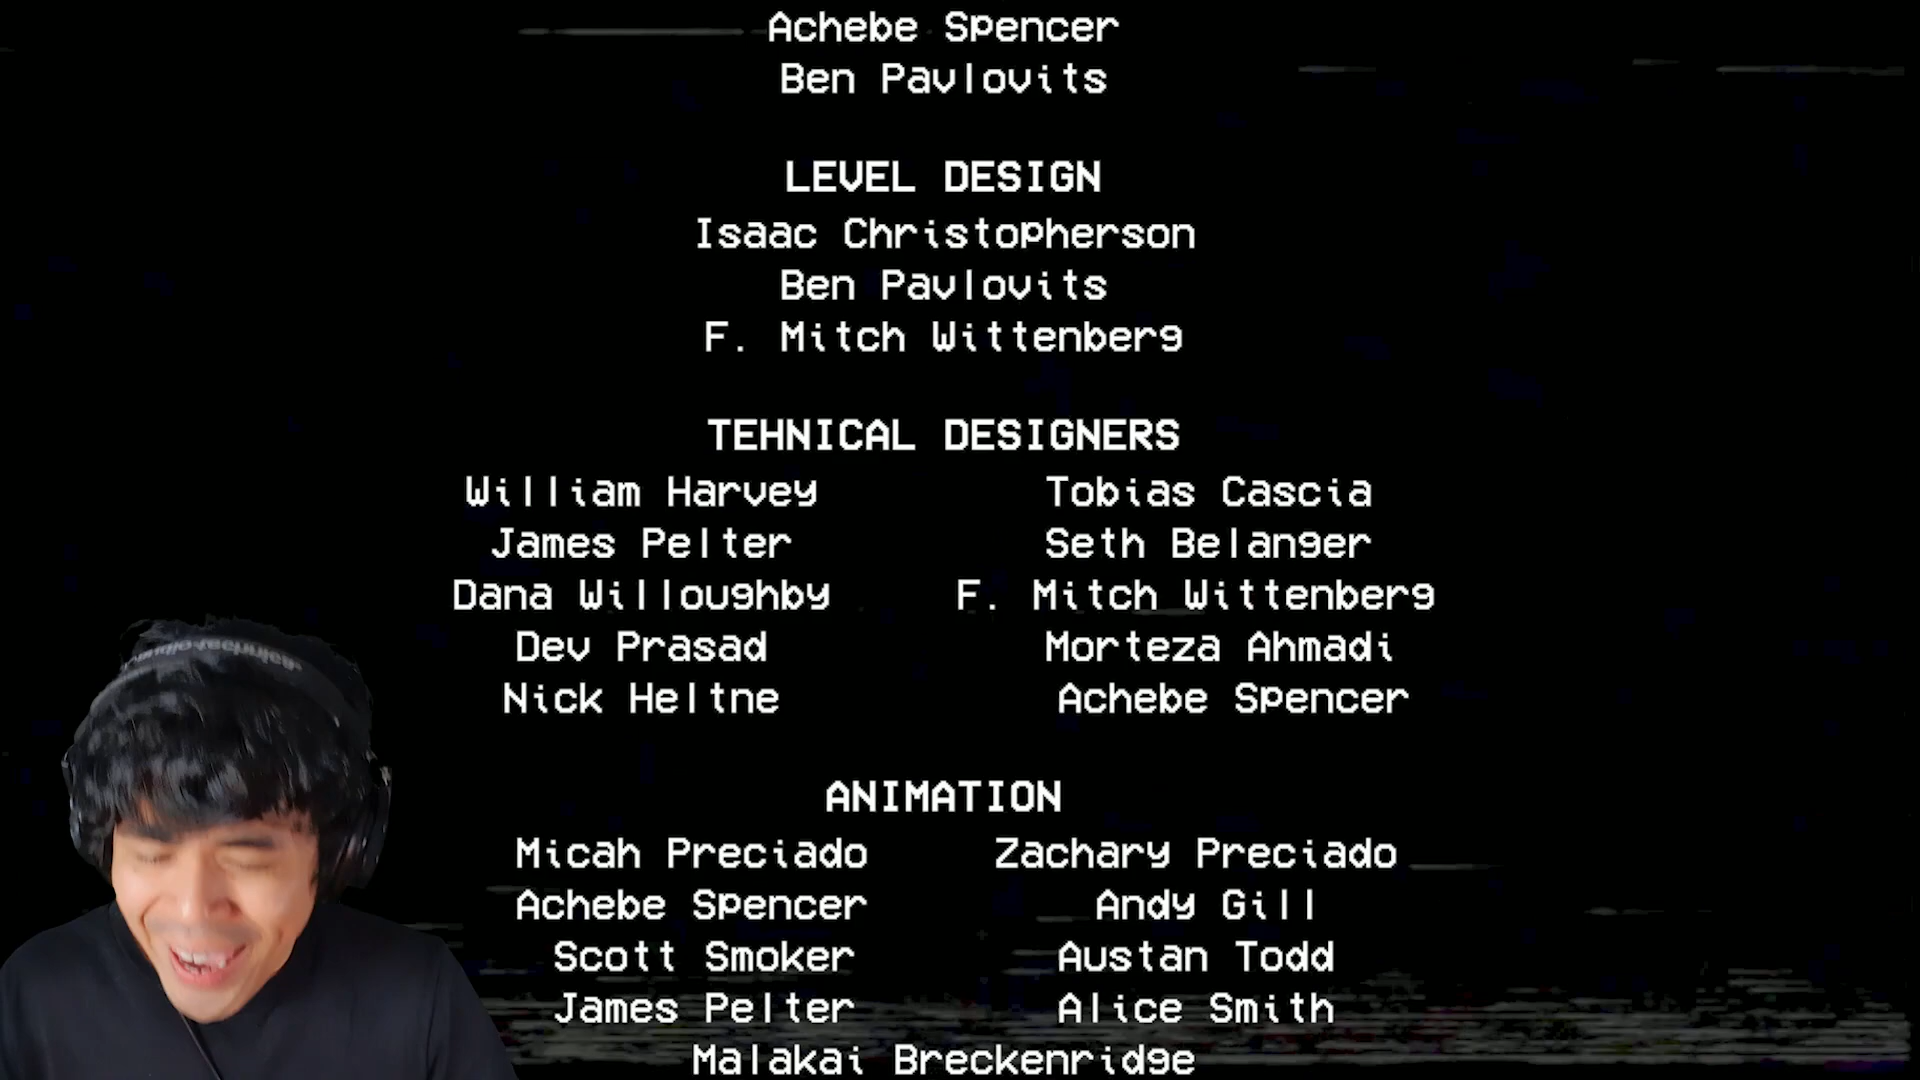 Achebe Spencer
Ben Pavlovits
LEVEL DESIGN
Isaac Christopherson
Ben Pavlovits
F. Mitch Wittenberg
TEHNICAL DESIGNERS
William Harvey Tobias Cascia
James Pelter Seth Belanger
Dana Willoughby F. Mitch Wittenberg
Dev Prasad Morteza Ahmadi
Nick Heltne Achebe Spencer
ANIMATION
Micah Preciado Zachary Preciado
Achebe Spencer Andy Gill
Scott Smoker Austan Todd
James Pelter Alice Smith
Malakai Breckenridge